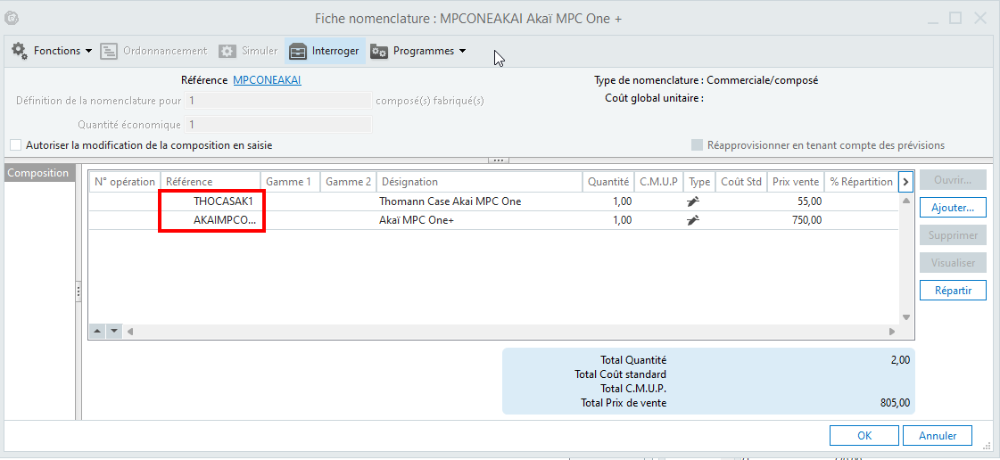 Fiche nomenclature : MPCONEAKAI Akaï MPC One +
Fonctions Ordonnancement Simuler Interroger Programmes
Référence MPCONEAKAI Type de nomenclature : Commerciale/composé
Définition de la nomenclature pour 1 composé(s) fabriqué(s) Coût global unitaire :
Quantité économique 1
Autoriser la modification de la composition en saisie Réapprovisionner en tenant compte des prévisions
Composition
N° opération Référence Gamme 1 Gamme 2 Désignation Quantité C.M.U.P Type Coût Std Prix vente % Répartition
THOCASAK1 Thomann Case Akai MPC One 1,00 55,00
AKAIMPCO... Akaï MPC One+ 1,00 750,00
Ouvrir...
Ajouter...
Supprimer
Visualiser
Répartir
Total Quantité 2,00
Total Coût standard
Total C.M.U.P.
Total Prix de vente 805,00
OK Annuler